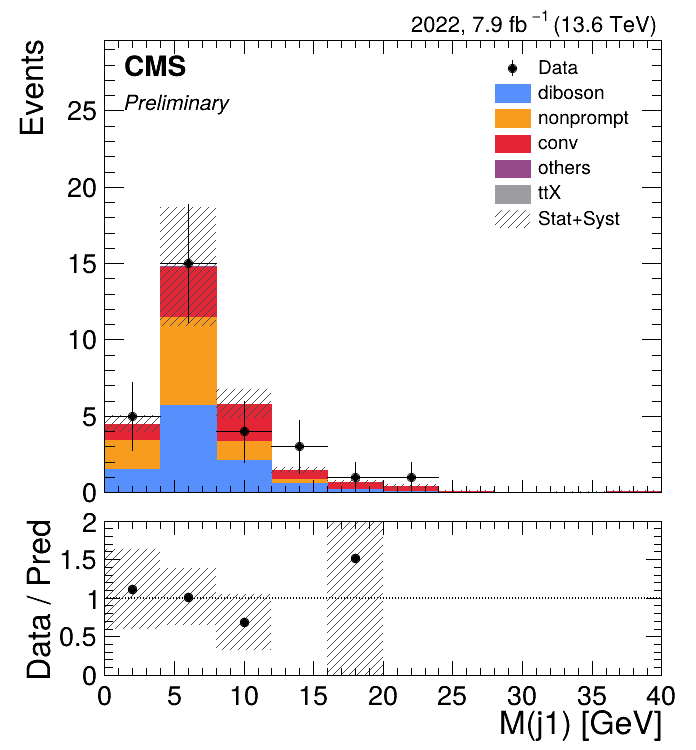 2022, 7.9 fb⁻¹ (13.6 TeV)
CMS
Preliminary
Events
Data
diboson
nonprompt
conv
others
ttX
Stat+Syst
25
20
15
10
5
0
Data / Pred
2
1.5
1
0.5
0
0 5 10 15 20 25 30 35 40
M(j1) [GeV]